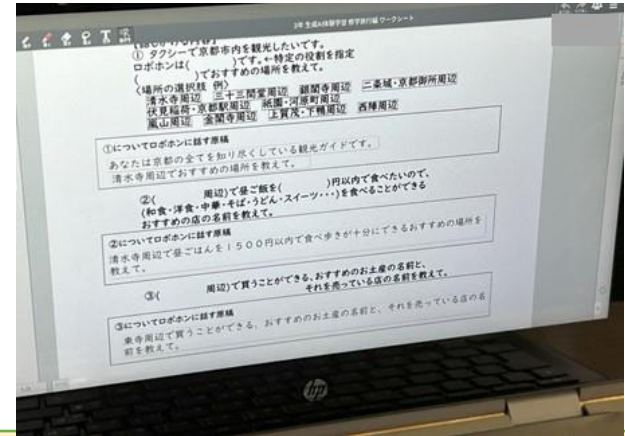 3年 生成AI体験学習 修学旅行編 ワークシート
① タクシーで京都市内を観光したいです。
ロボホンは( )です。←特定の役割を指定
( )でおすすめの場所を教えて。
〈場所の選択肢 例〉
清水寺周辺 三十三間堂周辺 銀閣寺周辺 二条城・京都御所周辺
伏見稲荷・京都駅周辺 祇園・河原町周辺
嵐山周辺 金閣寺周辺 上賀茂・下鴨周辺 西陣周辺
①についてロボホンに話す原稿
あなたは京都の全てを知り尽くしている観光ガイドです。
清水寺周辺でおすすめの場所を教えて。
②( 周辺)で昼ご飯を( )円以内で食べたいので、
(和食・洋食・中華・そば・うどん・スイーツ・・・)を食べることができる
おすすめの店の名前を教えて。
②についてロボホンに話す原稿
清水寺周辺で昼ごはんを1500円以内で食べ歩きが十分にできるおすすめの場所を
教えて。
③( 周辺)で買うことができる、おすすめのお土産の名前と、
それを売っている店の名前を教えて。
③についてロボホンに話す原稿
東寺周辺で買うことができる、おすすめのお土産の名前と、それを売っている店の名
前を教えて。
hp